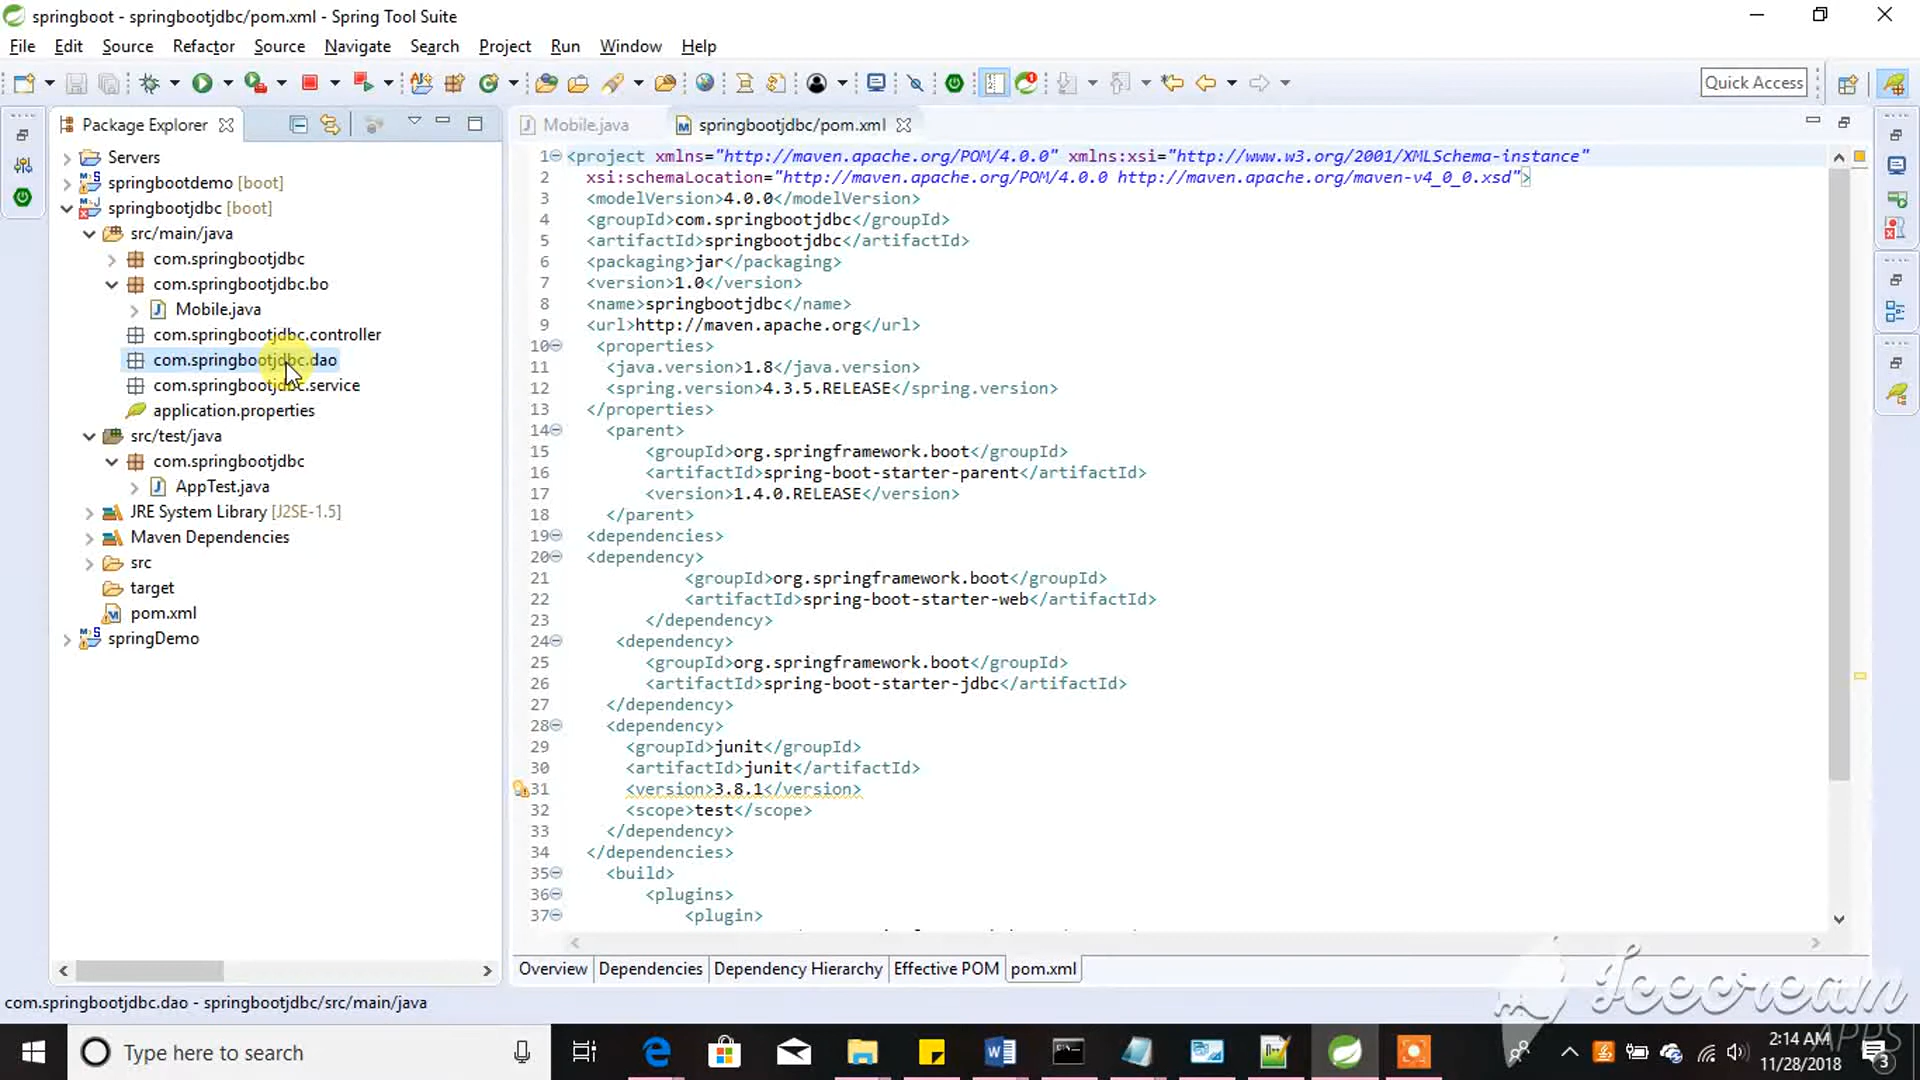 springboot - springbootjdbc/pom.xml - Spring Tool Suite
File Edit Source Refactor Source Navigate Search Project Run Window Help
Quick Access
Package Explorer
Mobile.java
springbootjdbc/pom.xml
Servers
springbootdemo [boot]
springbootjdbc [boot]
src/main/java
com.springbootjdbc
com.springbootjdbc.bo
Mobile.java
com.springbootjdbc.controller
com.springbootjdbc.dao
com.springbootjdbc.service
application.properties
src/test/java
com.springbootjdbc
AppTest.java
JRE System Library [J2SE-1.5]
Maven Dependencies
src
target
pom.xml
springDemo
1 <project xmlns="http://maven.apache.org/POM/4.0.0" xmlns:xsi="http://www.w3.org/2001/XMLSchema-instance"
2 xsi:schemaLocation="http://maven.apache.org/POM/4.0.0 http://maven.apache.org/maven-v4_0_0.xsd">
3 <modelVersion>4.0.0</modelVersion>
4 <groupId>com.springbootjdbc</groupId>
5 <artifactId>springbootjdbc</artifactId>
6 <packaging>jar</packaging>
7 <version>1.0</version>
8 <name>springbootjdbc</name>
9 <url>http://maven.apache.org</url>
10 <properties>
11 <java.version>1.8</java.version>
12 <spring.version>4.3.5.RELEASE</spring.version>
13 </properties>
14 <parent>
15 <groupId>org.springframework.boot</groupId>
16 <artifactId>spring-boot-starter-parent</artifactId>
17 <version>1.4.0.RELEASE</version>
18 </parent>
19 <dependencies>
20 <dependency>
21 <groupId>org.springframework.boot</groupId>
22 <artifactId>spring-boot-starter-web</artifactId>
23 </dependency>
24 <dependency>
25 <groupId>org.springframework.boot</groupId>
26 <artifactId>spring-boot-starter-jdbc</artifactId>
27 </dependency>
28 <dependency>
29 <groupId>junit</groupId>
30 <artifactId>junit</artifactId>
31 <version>3.8.1</version>
32 <scope>test</scope>
33 </dependency>
34 </dependencies>
35 <build>
36 <plugins>
37 <plugin>
Overview Dependencies Dependency Hierarchy Effective POM pom.xml
com.springbootjdbc.dao - springbootjdbc/src/main/java
Icecream
APPS
Type here to search
2:14 AM
11/28/2018
3